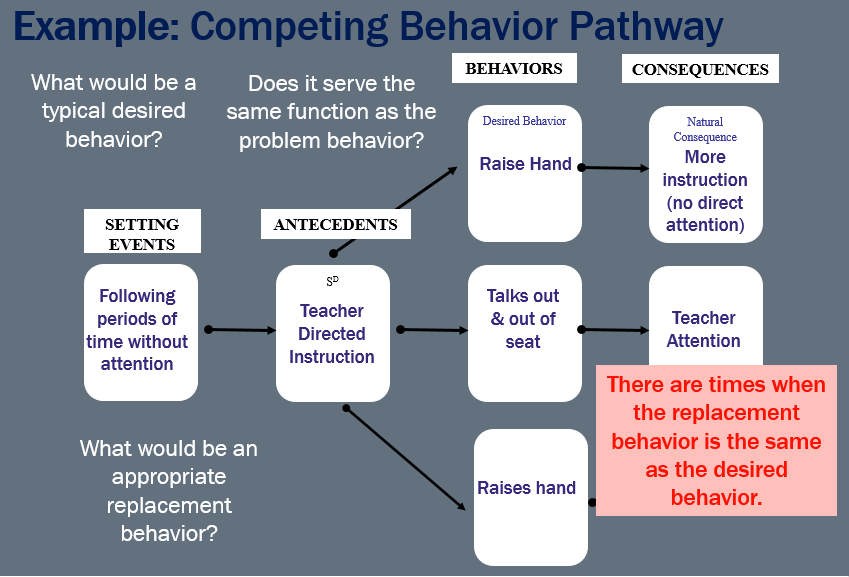 Example: Competing Behavior Pathway
What would be a
typical desired
behavior?
Does it serve the
same function as the
problem behavior?
BEHAVIORS
CONSEQUENCES
Desired Behavior
Raise Hand
Natural
Consequence
More
instruction
(no direct
attention)
SETTING
EVENTS
ANTECEDENTS
Following
periods of
time without
attention
SD
Teacher
Directed
Instruction
Talks out
& out of
seat
Teacher
Attention
There are times when
the replacement
behavior is the same
as the desired
behavior.
What would be an
appropriate
replacement
behavior?
Raises hand